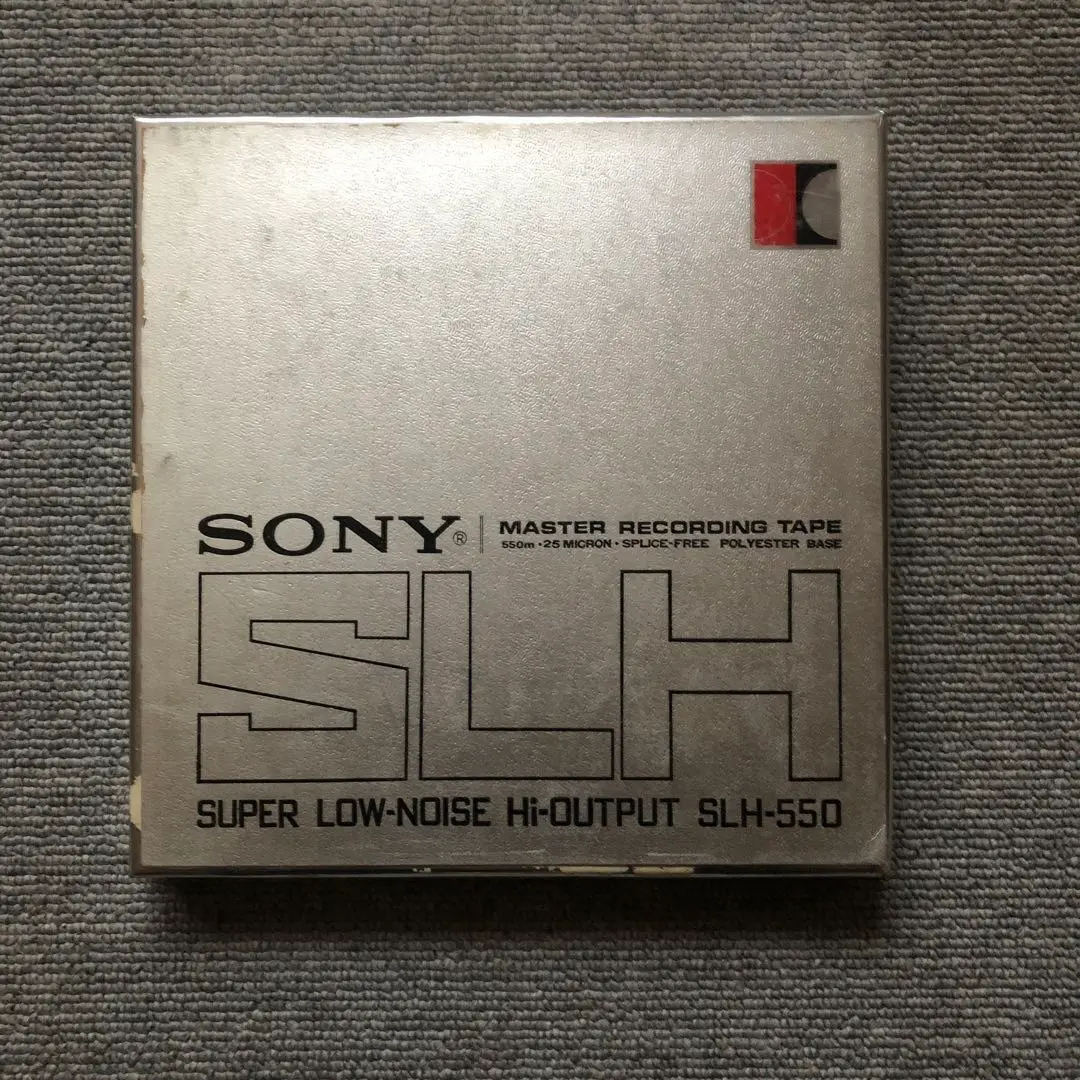 SONY® MASTER RECORDING TAPE
550m • 25 MICRON • SPLICE-FREE POLYESTER BASE
SLH
SUPER LOW-NOISE Hi-OUTPUT SLH-550